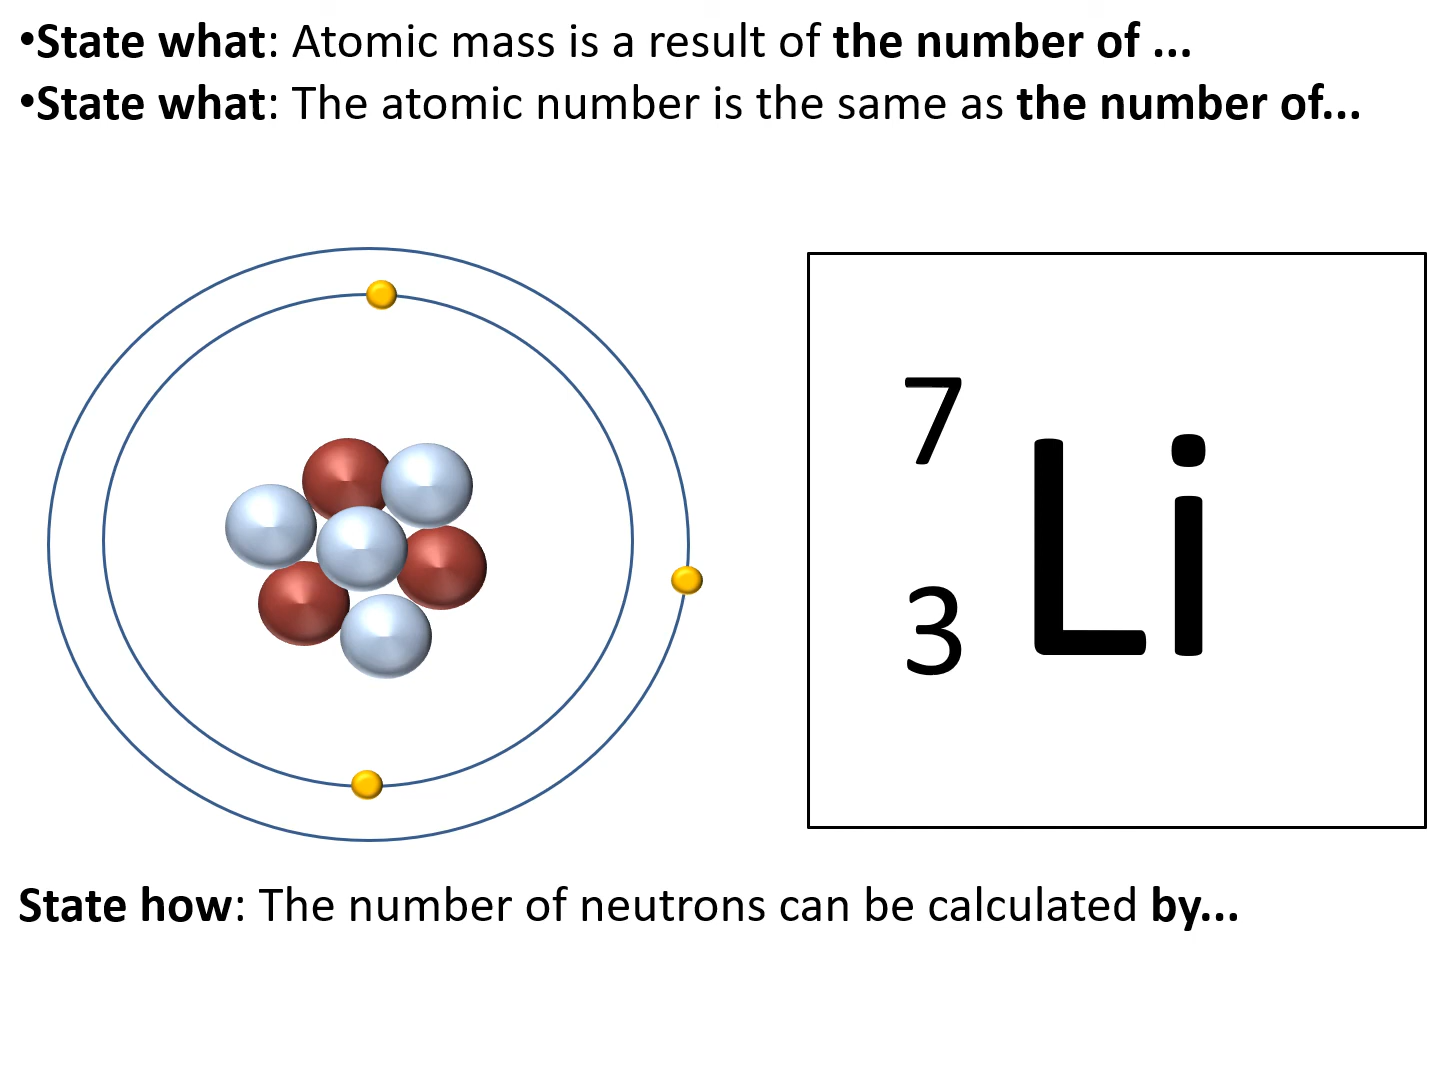 •State what: Atomic mass is a result of the number of ...
•State what: The atomic number is the same as the number of...
7
Li
3
State how: The number of neutrons can be calculated by...